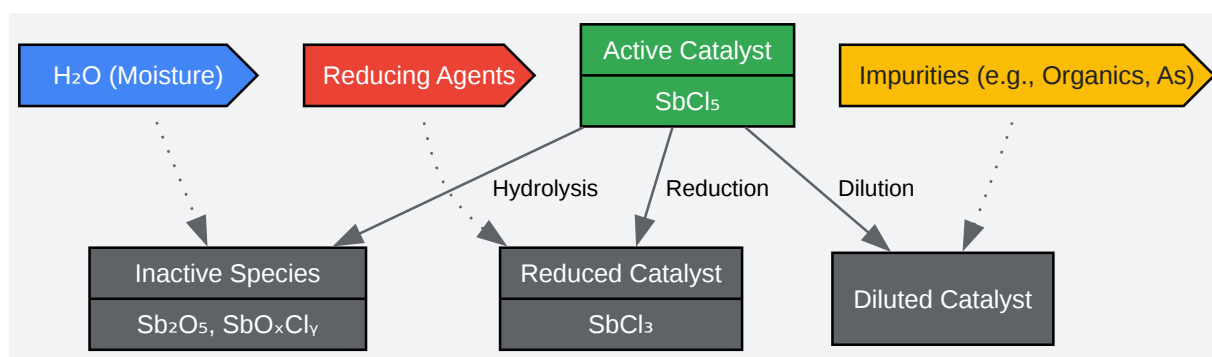 H₂O (Moisture)
Reducing Agents
Active Catalyst
SbCl₅
Impurities (e.g., Organics, As)
Hydrolysis
Reduction
Dilution
Inactive Species
Sb₂O₅, SbOₓClᵧ
Reduced Catalyst
SbCl₃
Diluted Catalyst